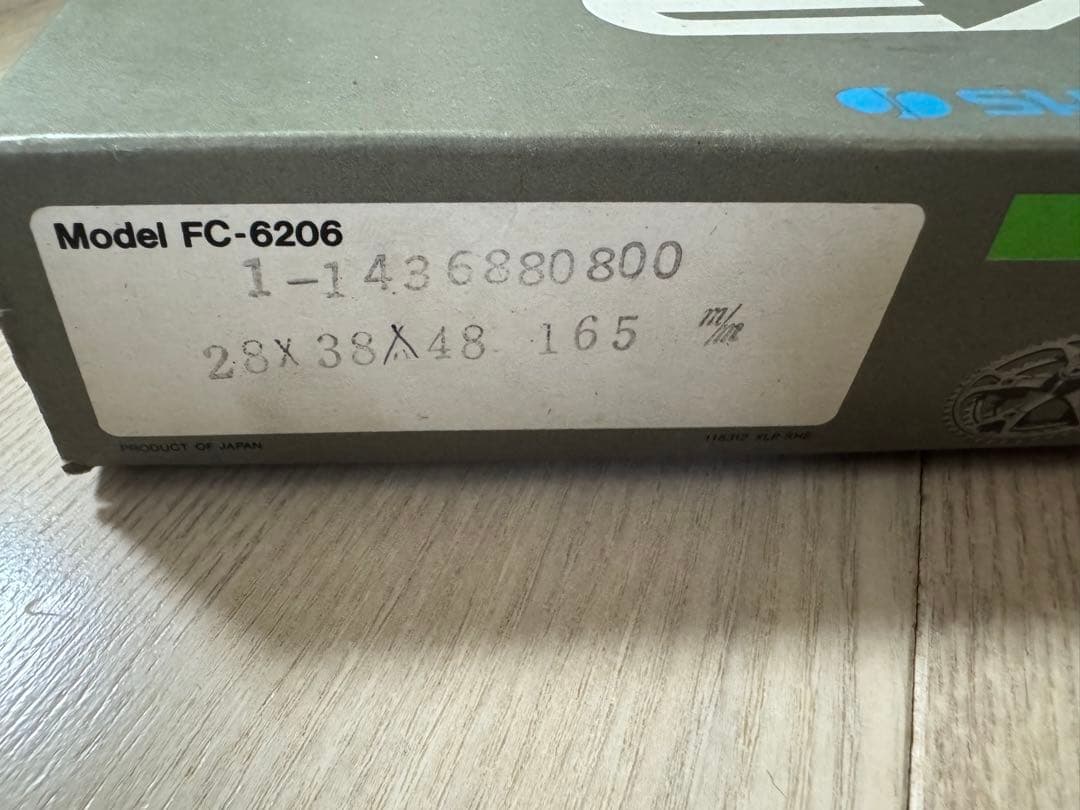 Model FC-6206
1-1436880800
28X38X48 165 m/m
PRODUCT OF JAPAN